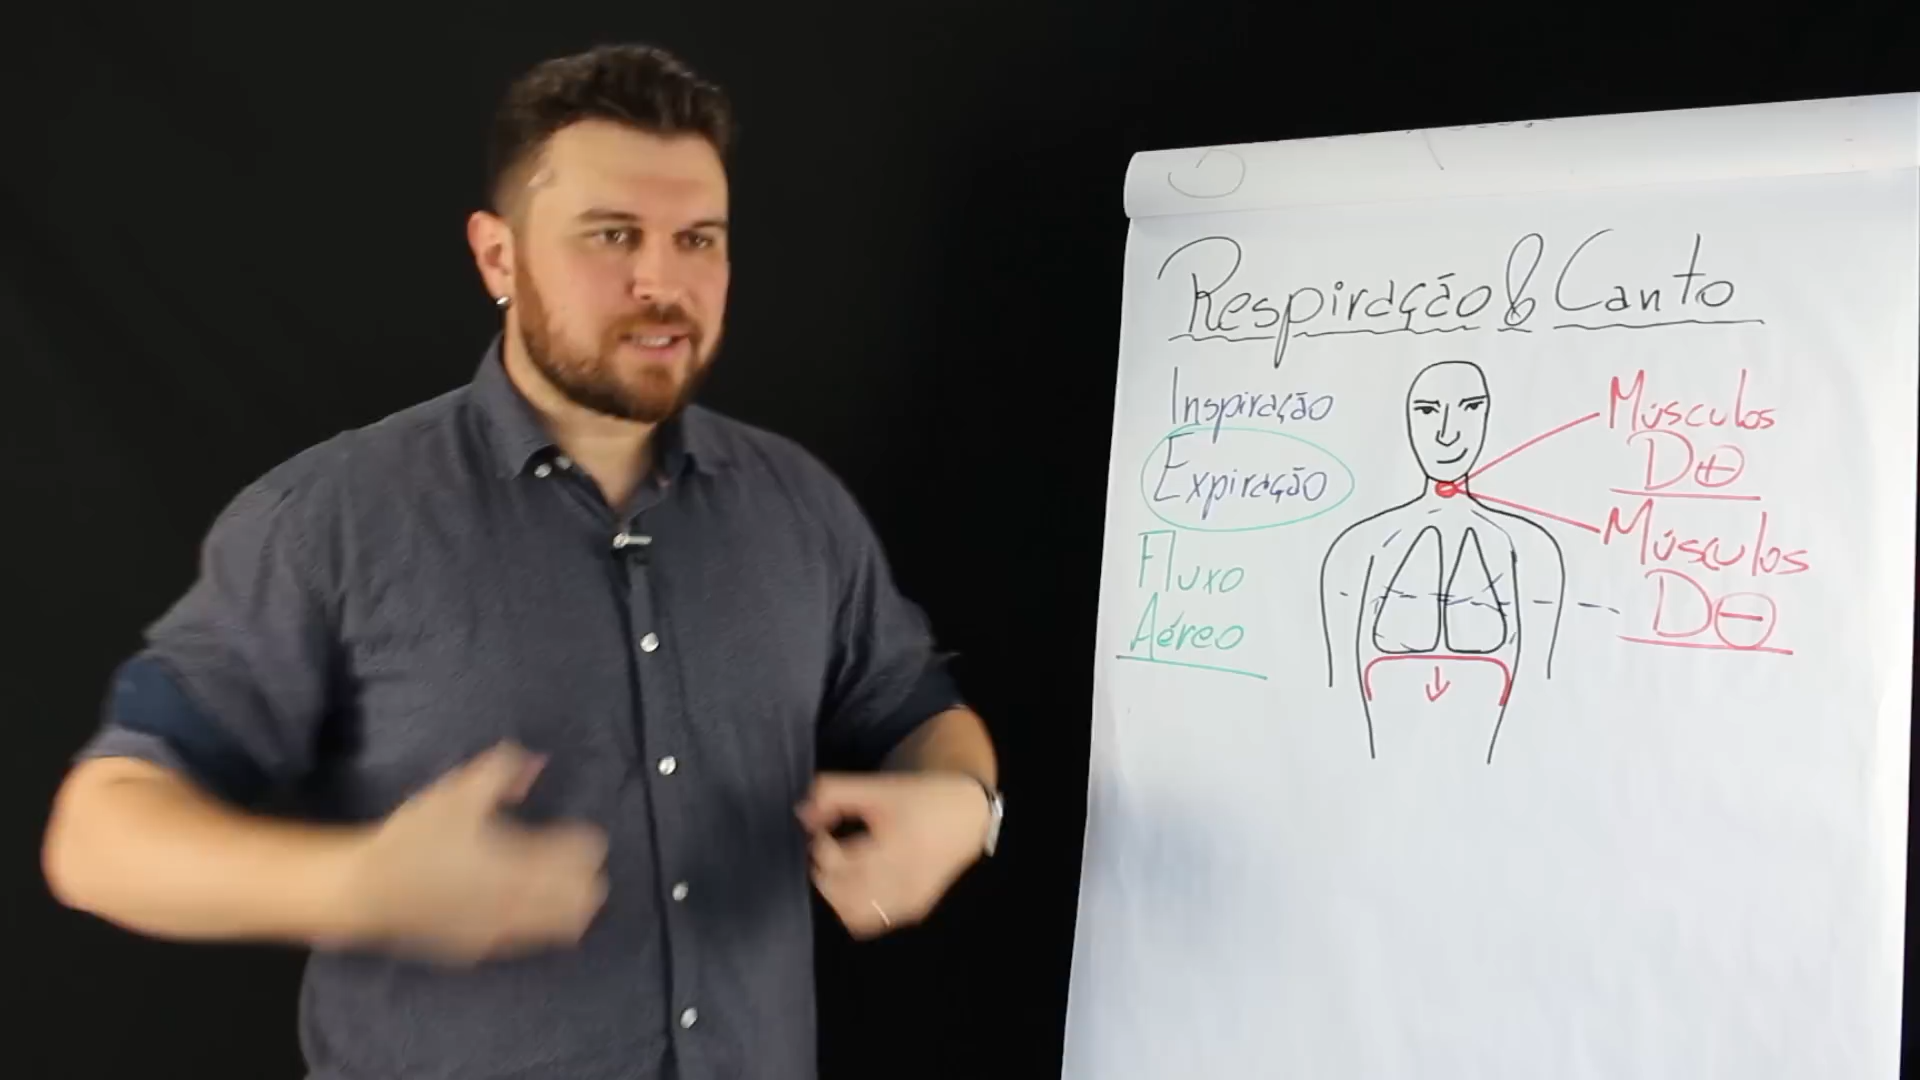 Respiração & Canto
Inspiração
Expiração
Fluxo
Aéreo
Músculos
D+
Músculos
D-